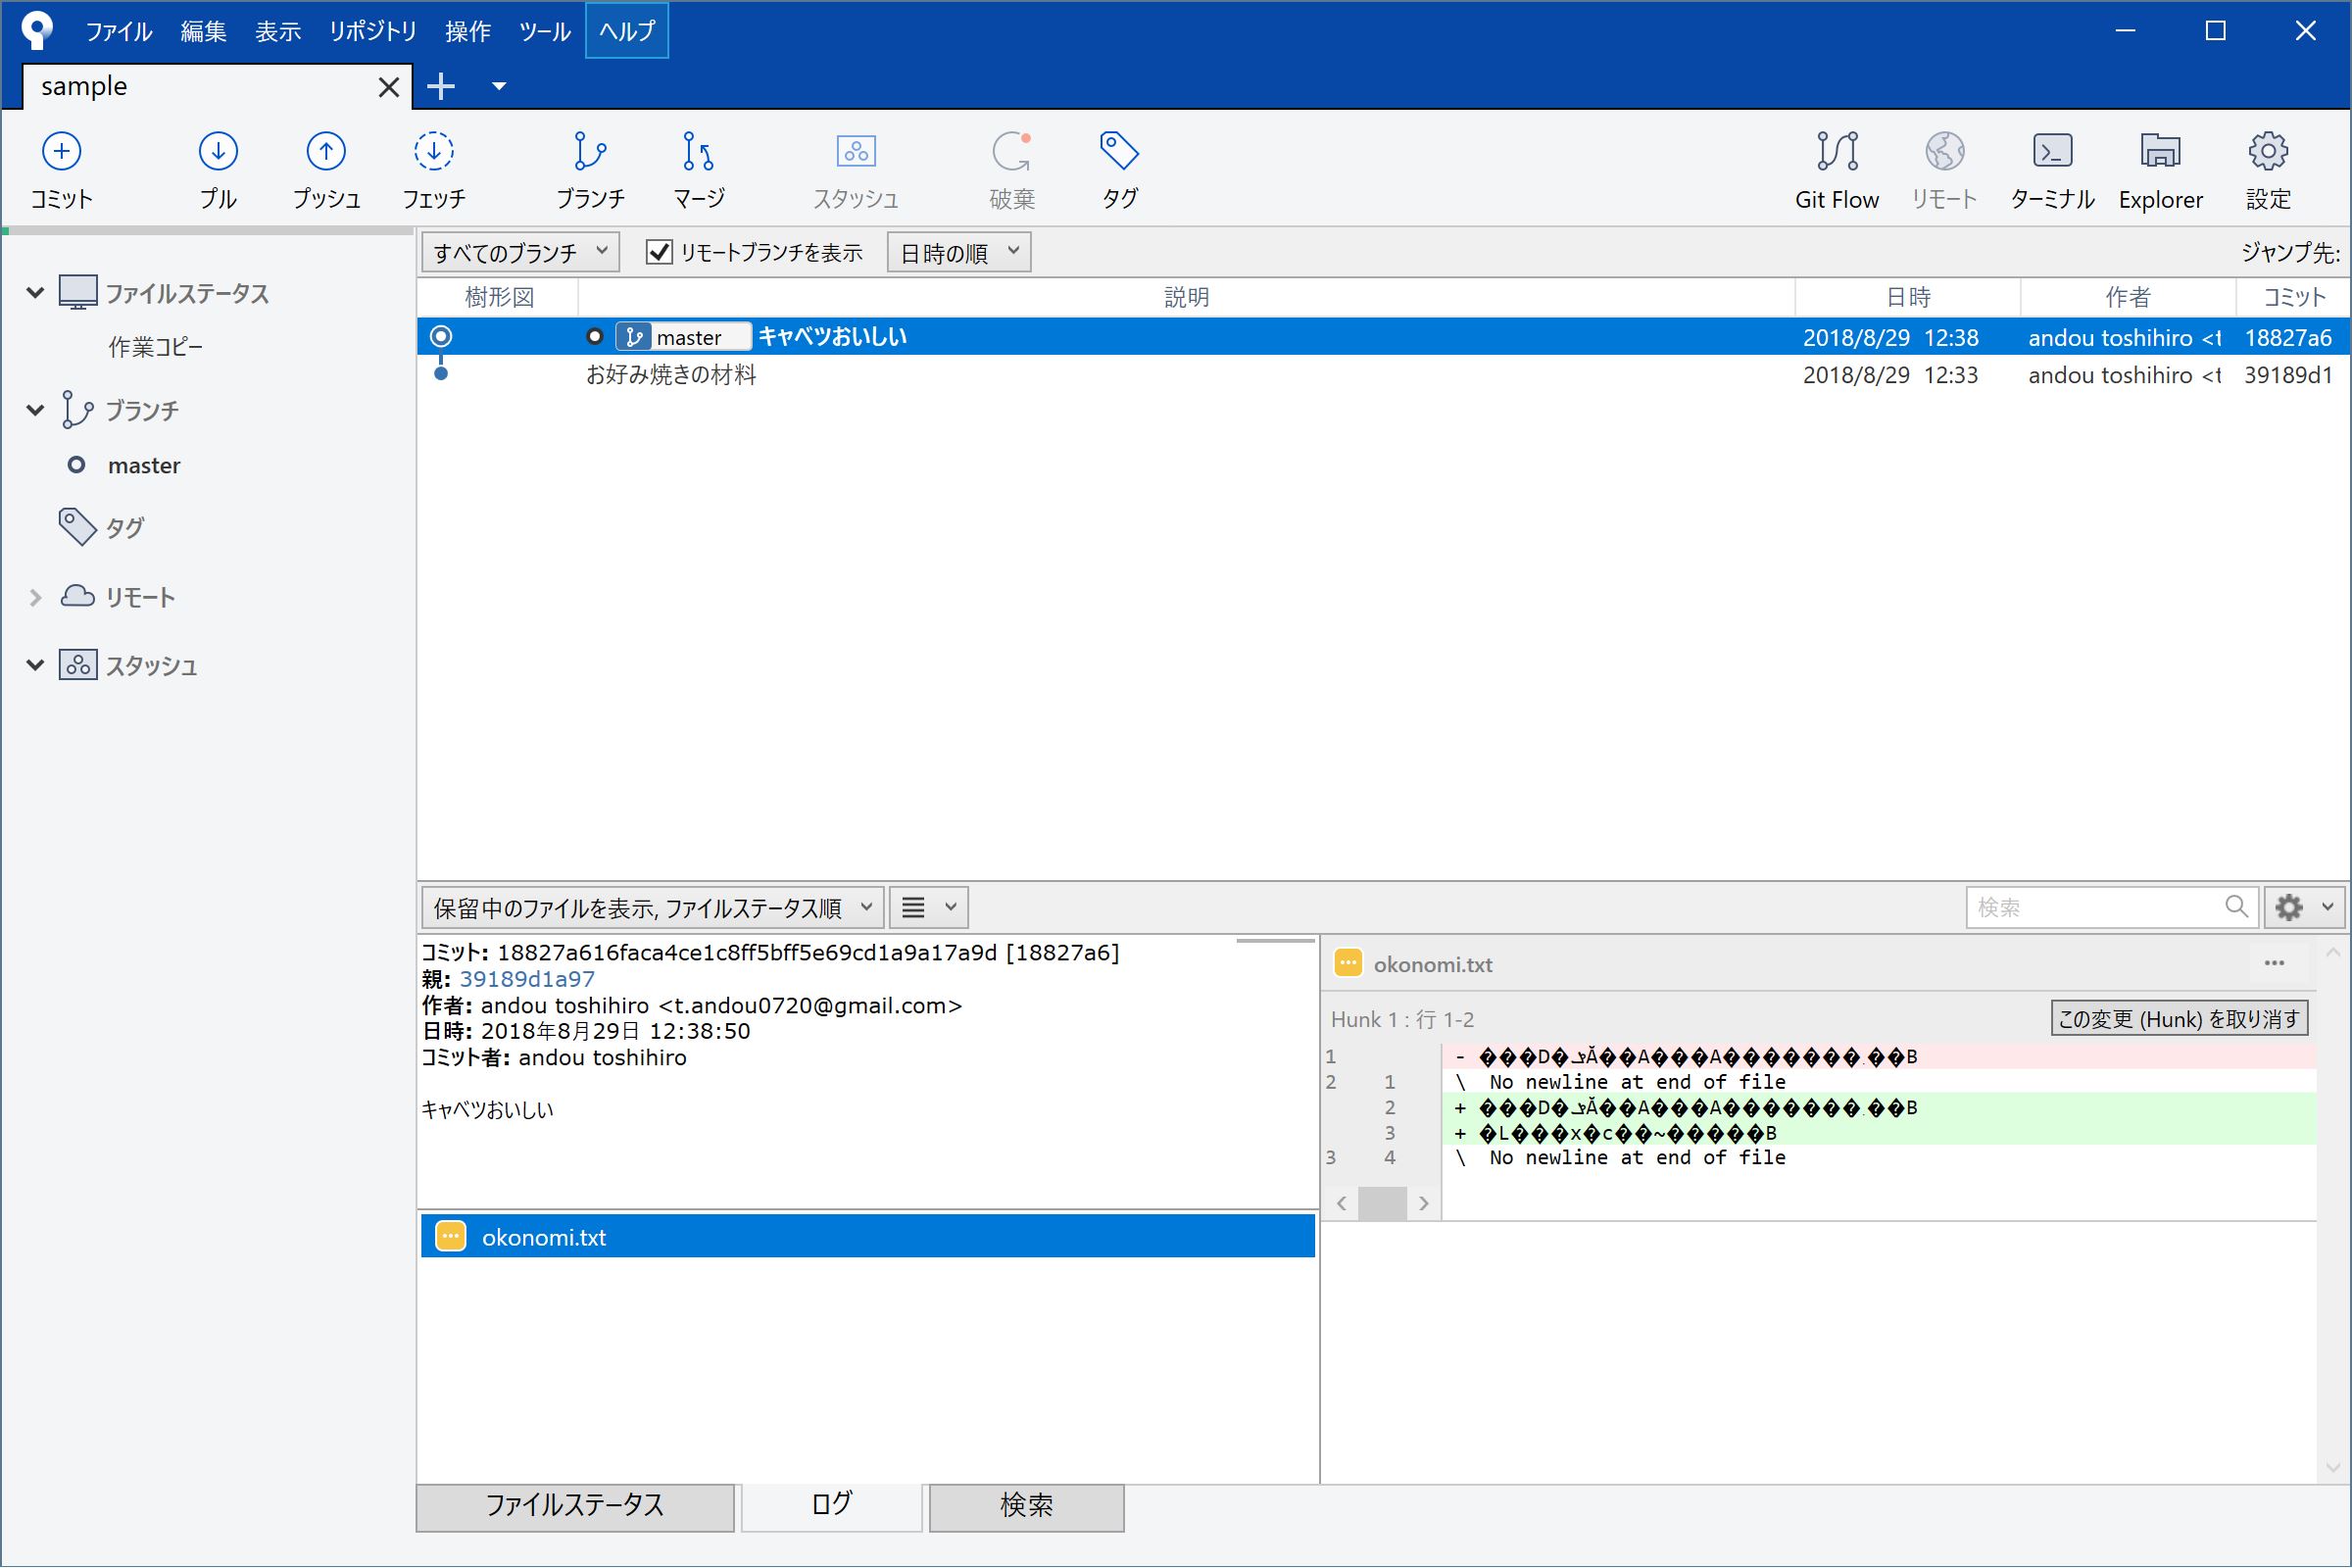 ファイル 編集 表示 リポジトリ 操作 ツール ヘルプ
sample
コミット プル プッシュ フェッチ ブランチ マージ スタッシュ 破棄 タグ Git Flow リモート ターミナル Explorer 設定
すべてのブランチ リモートブランチを表示 日時の順 ジャンプ先:
ファイルステータス
作業コピー
ブランチ
master
タグ
リモート
スタッシュ
樹形図 説明 日時 作者 コミット
master キャベツおいしい 2018/8/29 12:38 andou toshihiro <t 18827a6
お好み焼きの材料 2018/8/29 12:33 andou toshihiro <t 39189d1
保留中のファイルを表示, ファイルステータス順 検索
コミット: 18827a616faca4ce1c8ff5bff5e69cd1a9a17a9d [18827a6]
親: 39189d1a97
作者: andou toshihiro <t.andou0720@gmail.com>
日時: 2018年8月29日 12:38:50
コミット者: andou toshihiro
キャベツおいしい
okonomi.txt
okonomi.txt
Hunk 1 : 行 1-2 この変更 (Hunk) を取り消す
1 -
2 1 \ No newline at end of file
2 +
3 + �L���x�c��~�����B
3 4 \ No newline at end of file
ファイルステータス ログ 検索